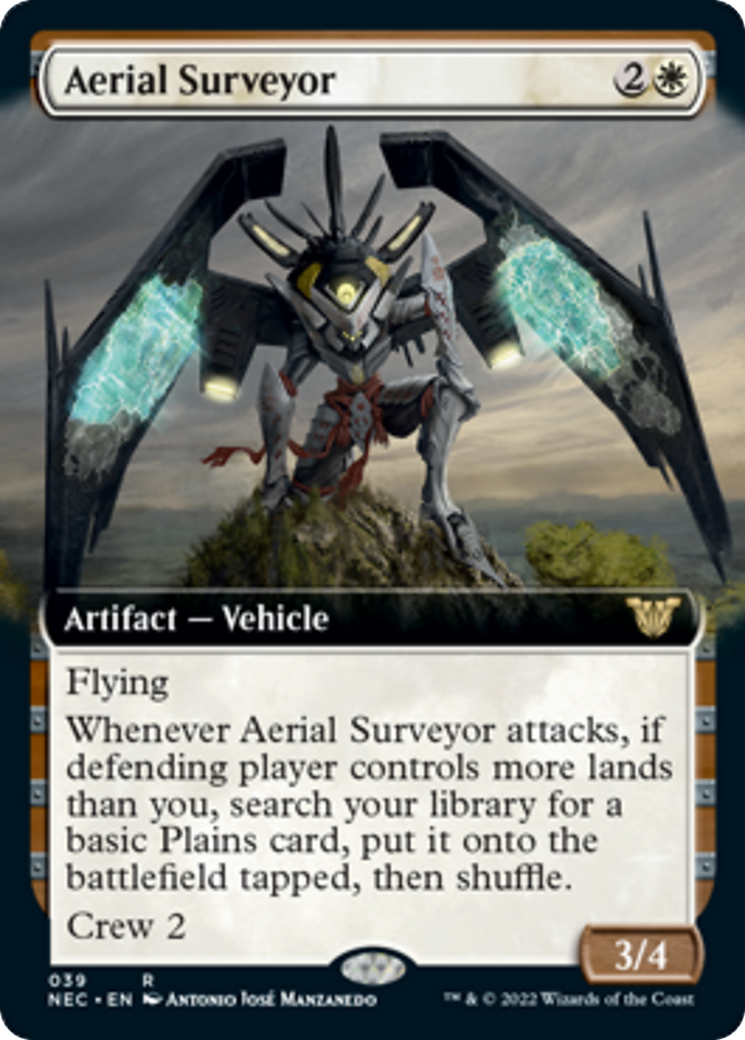 Aerial Surveyor 2
Artifact — Vehicle
Flying
Whenever Aerial Surveyor attacks, if
defending player controls more lands
than you, search your library for a
basic Plains card, put it onto the
battlefield tapped, then shuffle.
Crew 2
3/4
039 R
NEC • EN Antonio José Manzanedo ™ & © 2022 Wizards of the Coast